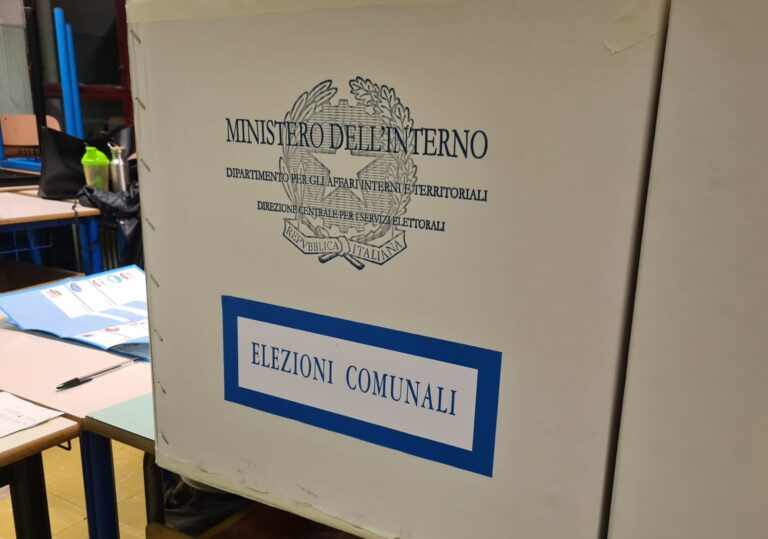 MINISTERO DELL'INTERNO
DIPARTIMENTO PER GLI AFFARI INTERNI E TERRITORIALI
DIREZIONE CENTRALE PER I SERVIZI ELETTORALI
REPVBBLICA ITALIANA
ELEZIONI COMUNALI